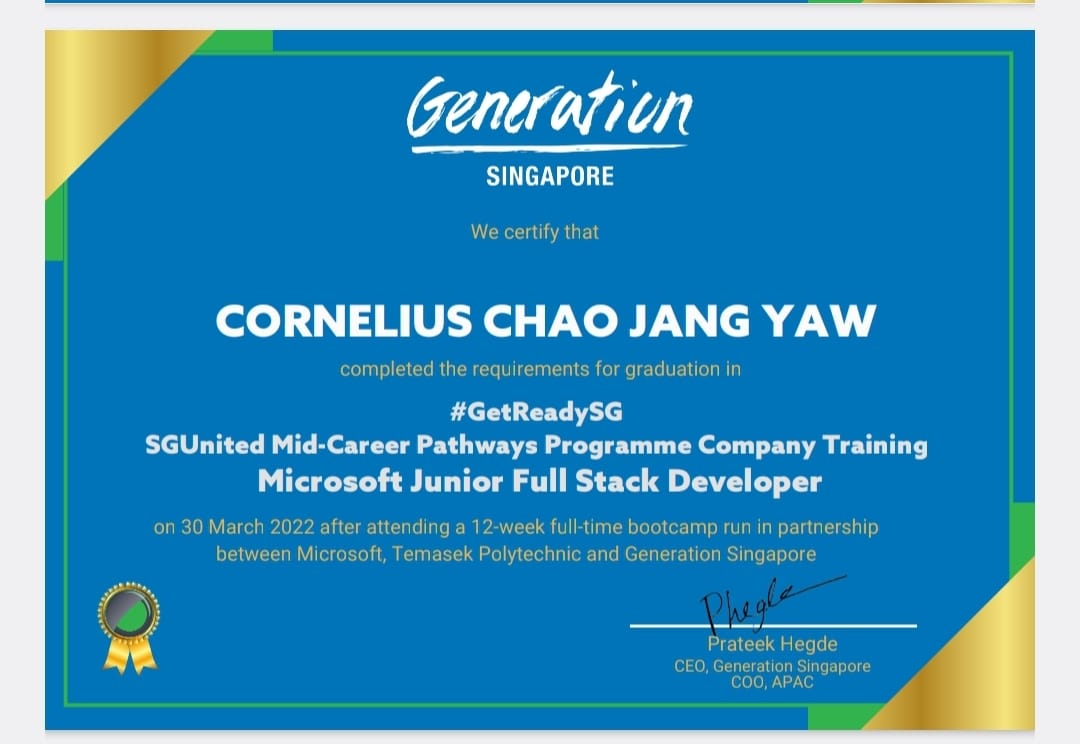 Generation
SINGAPORE
We certify that
CORNELIUS CHAO JANG YAW
completed the requirements for graduation in
#GetReadySG
SGUnited Mid-Career Pathways Programme Company Training
Microsoft Junior Full Stack Developer
on 30 March 2022 after attending a 12-week full-time bootcamp run in partnership
between Microsoft, Temasek Polytechnic and Generation Singapore
Phegde
Prateek Hegde
CEO, Generation Singapore
COO, APAC